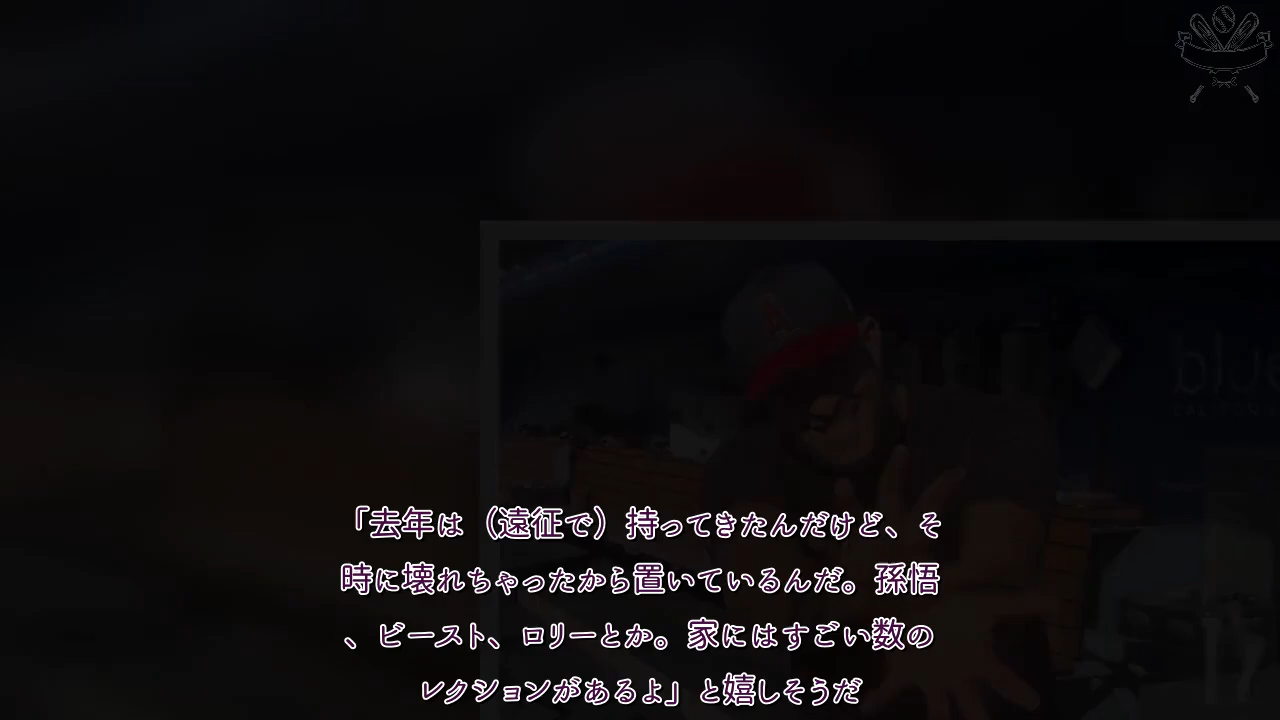 「去年は（遠征で）持ってきたんだけど、そ
時に壊れちゃったから置いているんだ。孫悟
、ビースト、ロリーとか。家にはすごい数の
レクションがあるよ」と嬉しそうだ
blue